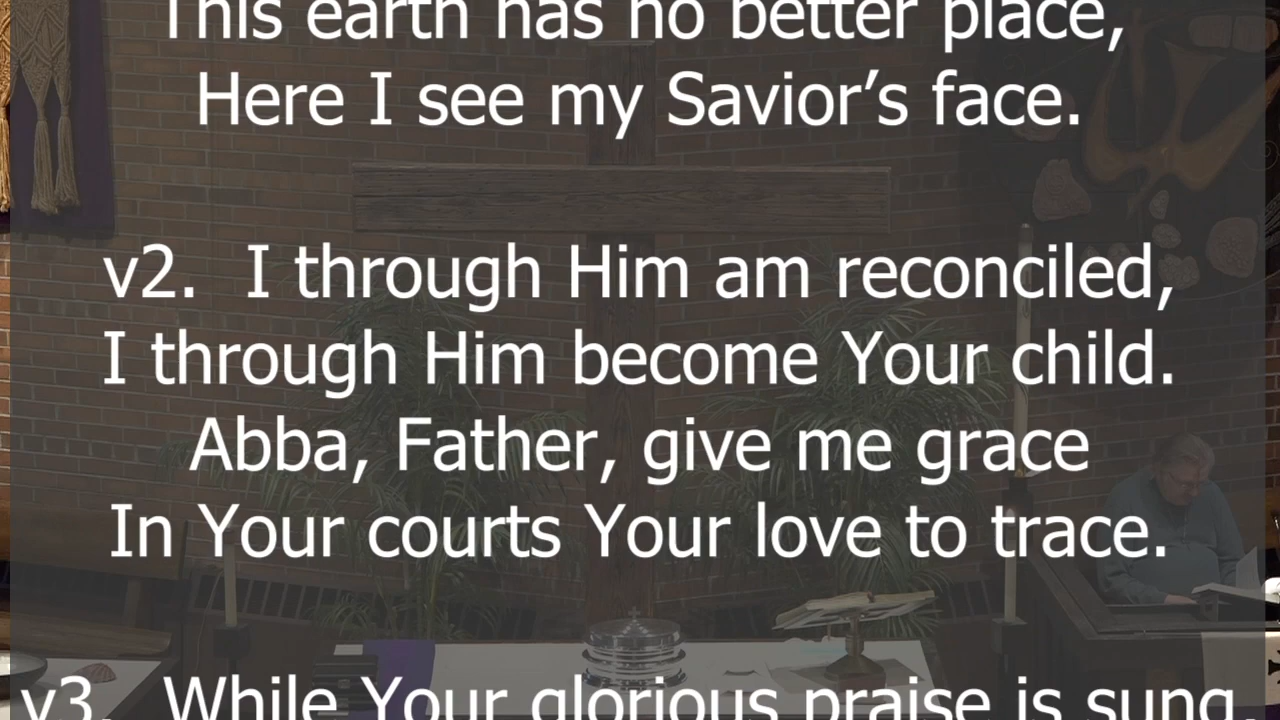 This earth has no better place,
Here I see my Savior’s face.
v2. I through Him am reconciled,
I through Him become Your child.
Abba, Father, give me grace
In Your courts Your love to trace.
v3. While Your glorious praise is sung,